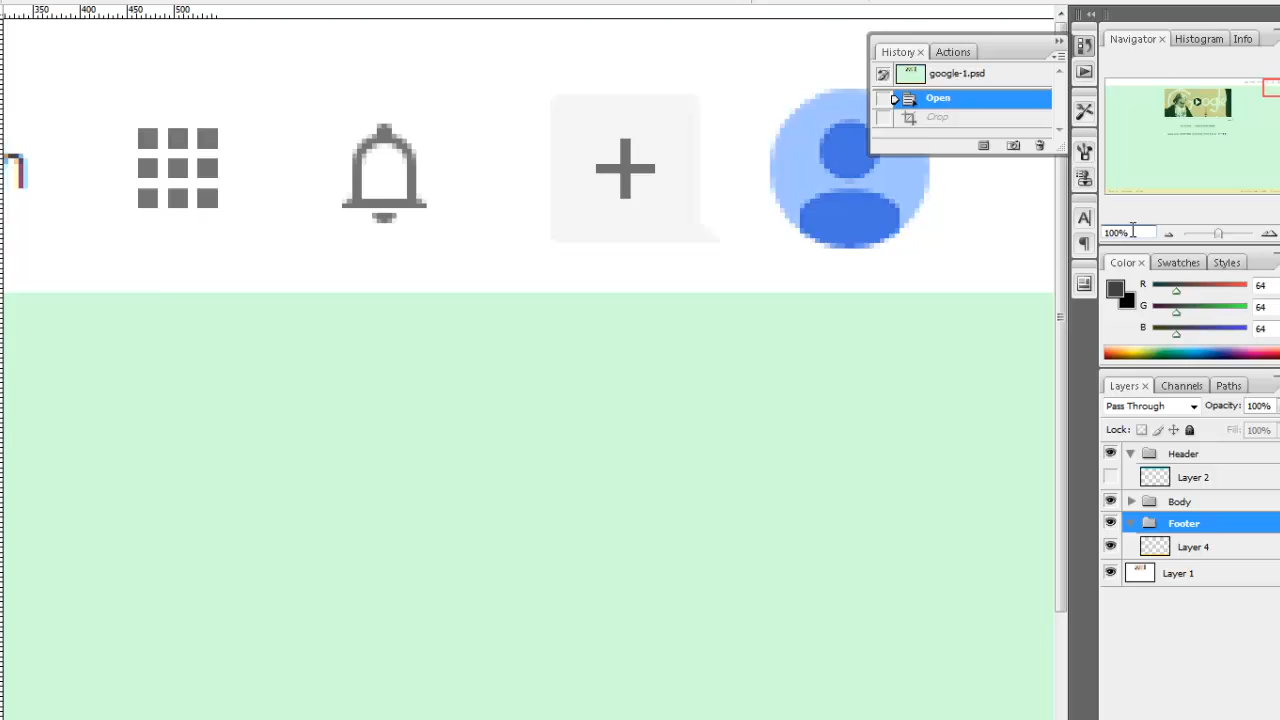 350 400 450 500
History × Actions
google-1.psd
Open
Crop
Navigator × Histogram Info
100%
Color × Swatches Styles
R 64
G 64
B 64
Layers × Channels Paths
Pass Through Opacity: 100%
Lock: Fill: 100%
Header
Layer 2
Body
Footer
Layer 4
Layer 1